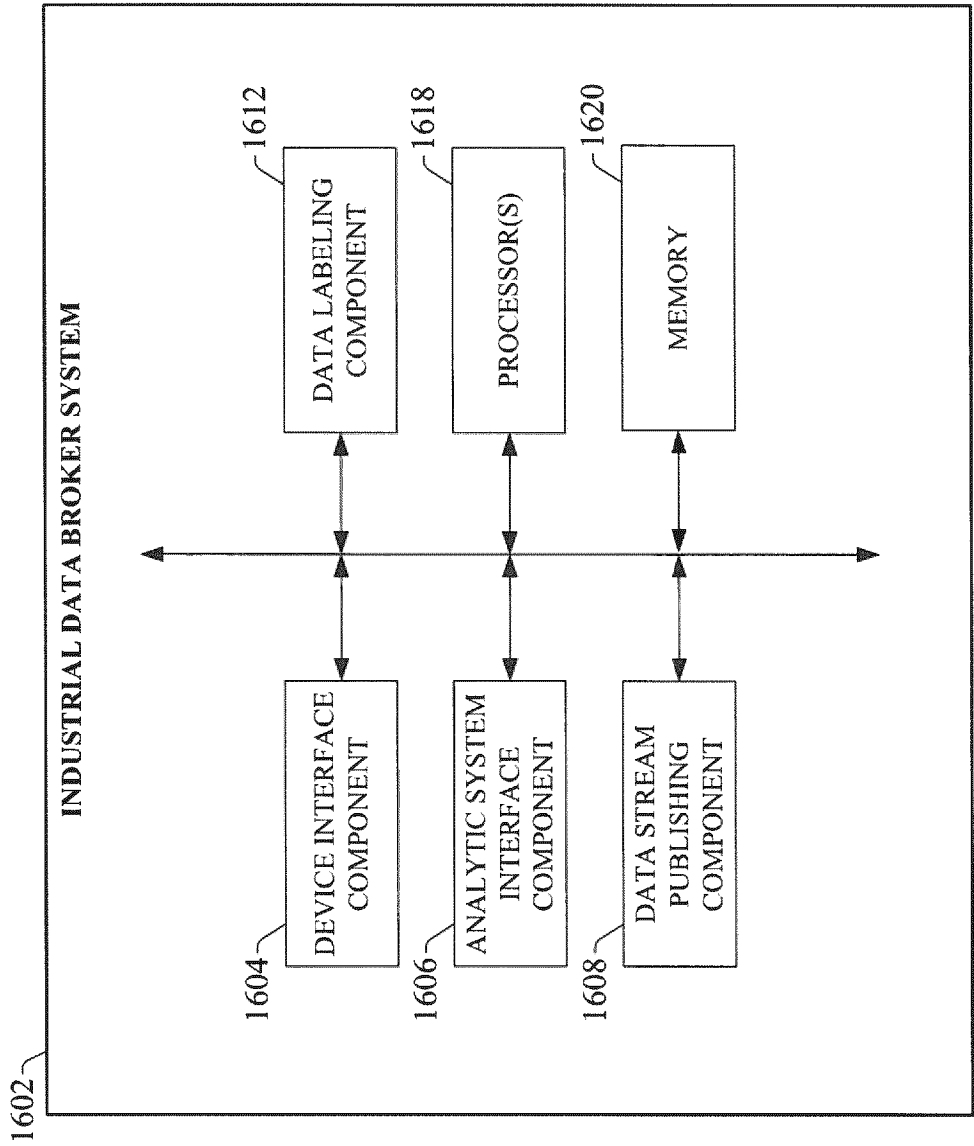 1602
INDUSTRIAL DATA BROKER SYSTEM
1604
DEVICE INTERFACE
COMPONENT
1606
ANALYTIC SYSTEM
INTERFACE
COMPONENT
1608
DATA STREAM
PUBLISHING
COMPONENT
1612
DATA LABELING
COMPONENT
1618
PROCESSOR(S)
1620
MEMORY